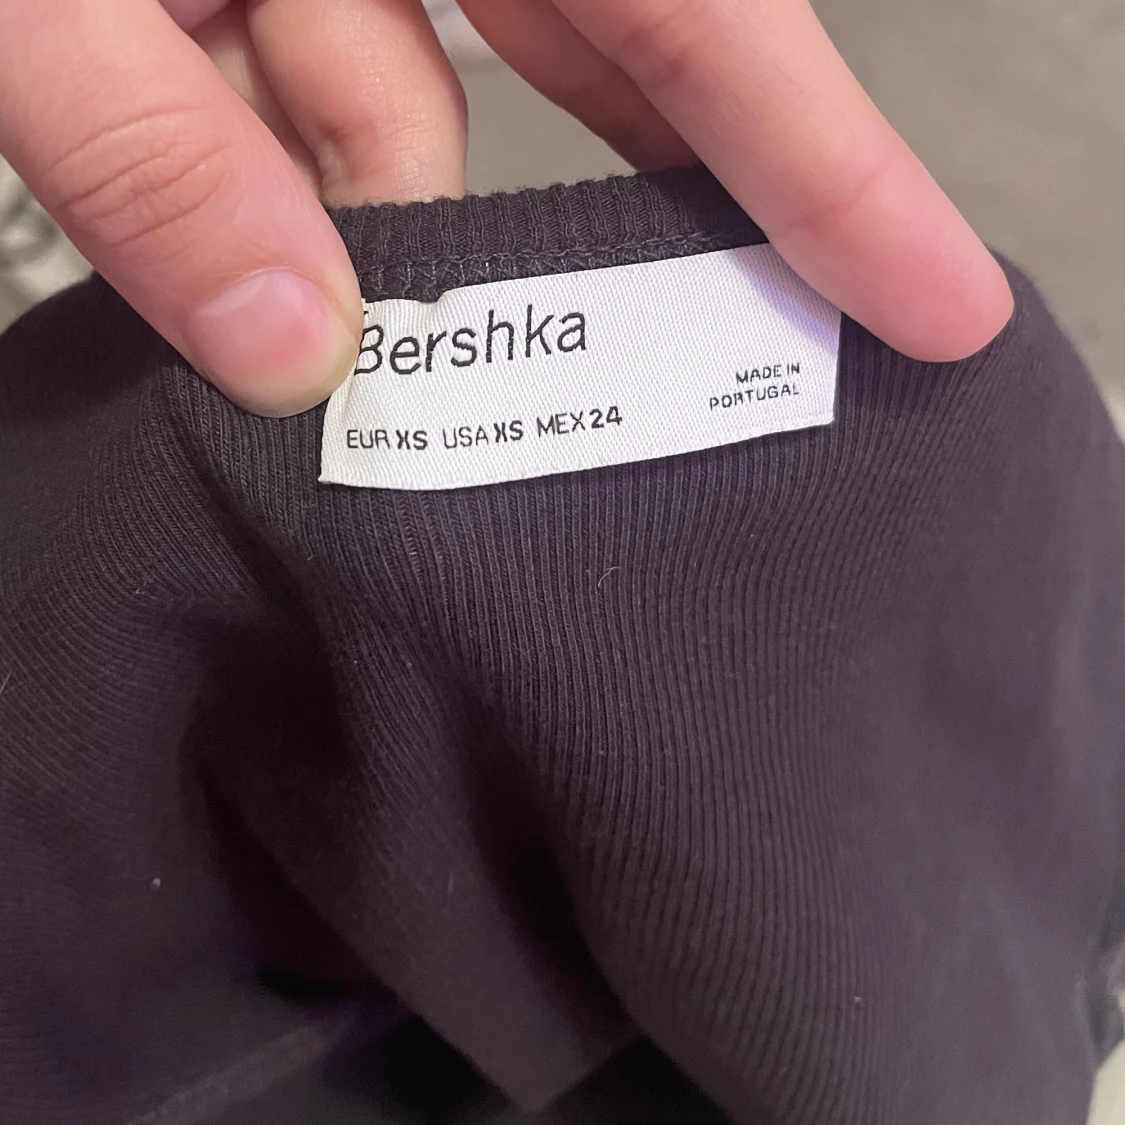 Bershka
MADE IN
PORTUGAL
EUR XS USA XS MEX 24